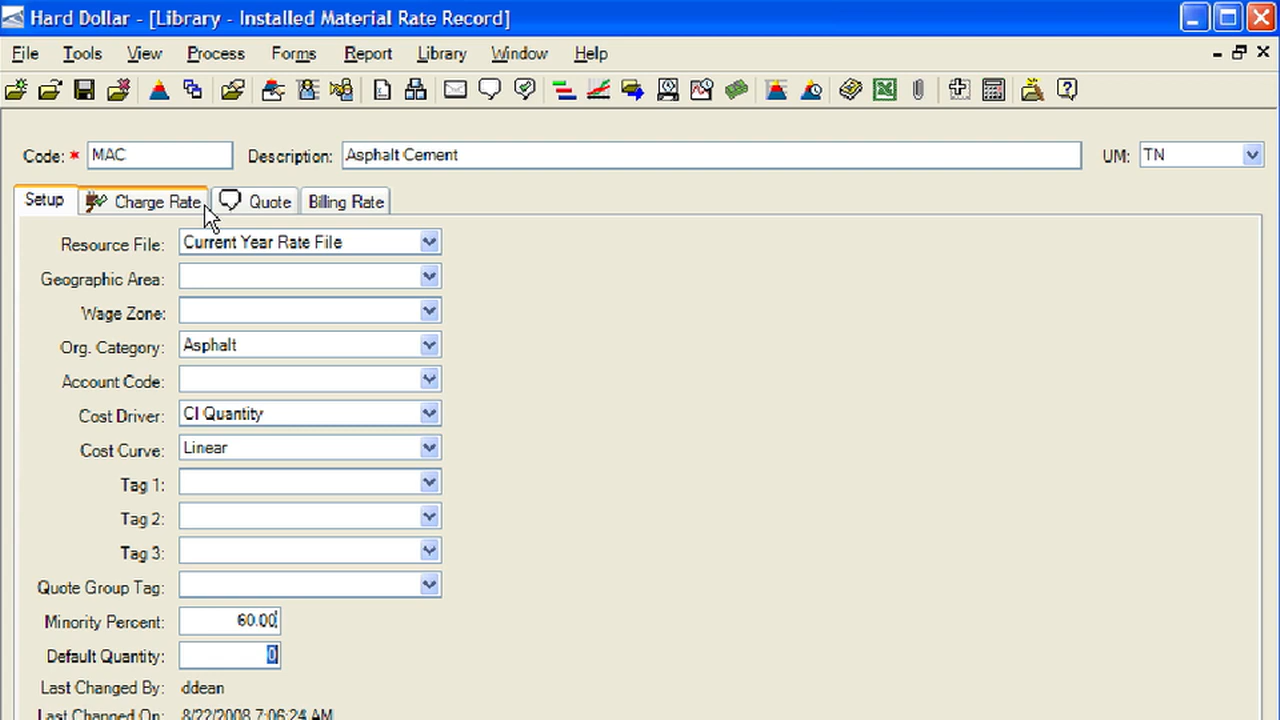 Hard Dollar - [Library - Installed Material Rate Record]
File Tools View Process Forms Report Library Window Help
Code: * MAC Description: Asphalt Cement UM: TN
Setup Charge Rate Quote Billing Rate
Resource File: Current Year Rate File
Geographic Area:
Wage Zone:
Org. Category: Asphalt
Account Code:
Cost Driver: CI Quantity
Cost Curve: Linear
Tag 1:
Tag 2:
Tag 3:
Quote Group Tag:
Minority Percent: 60.00
Default Quantity: 0
Last Changed By: ddean
Last Changed On: 8/22/2008 7:06:24 AM